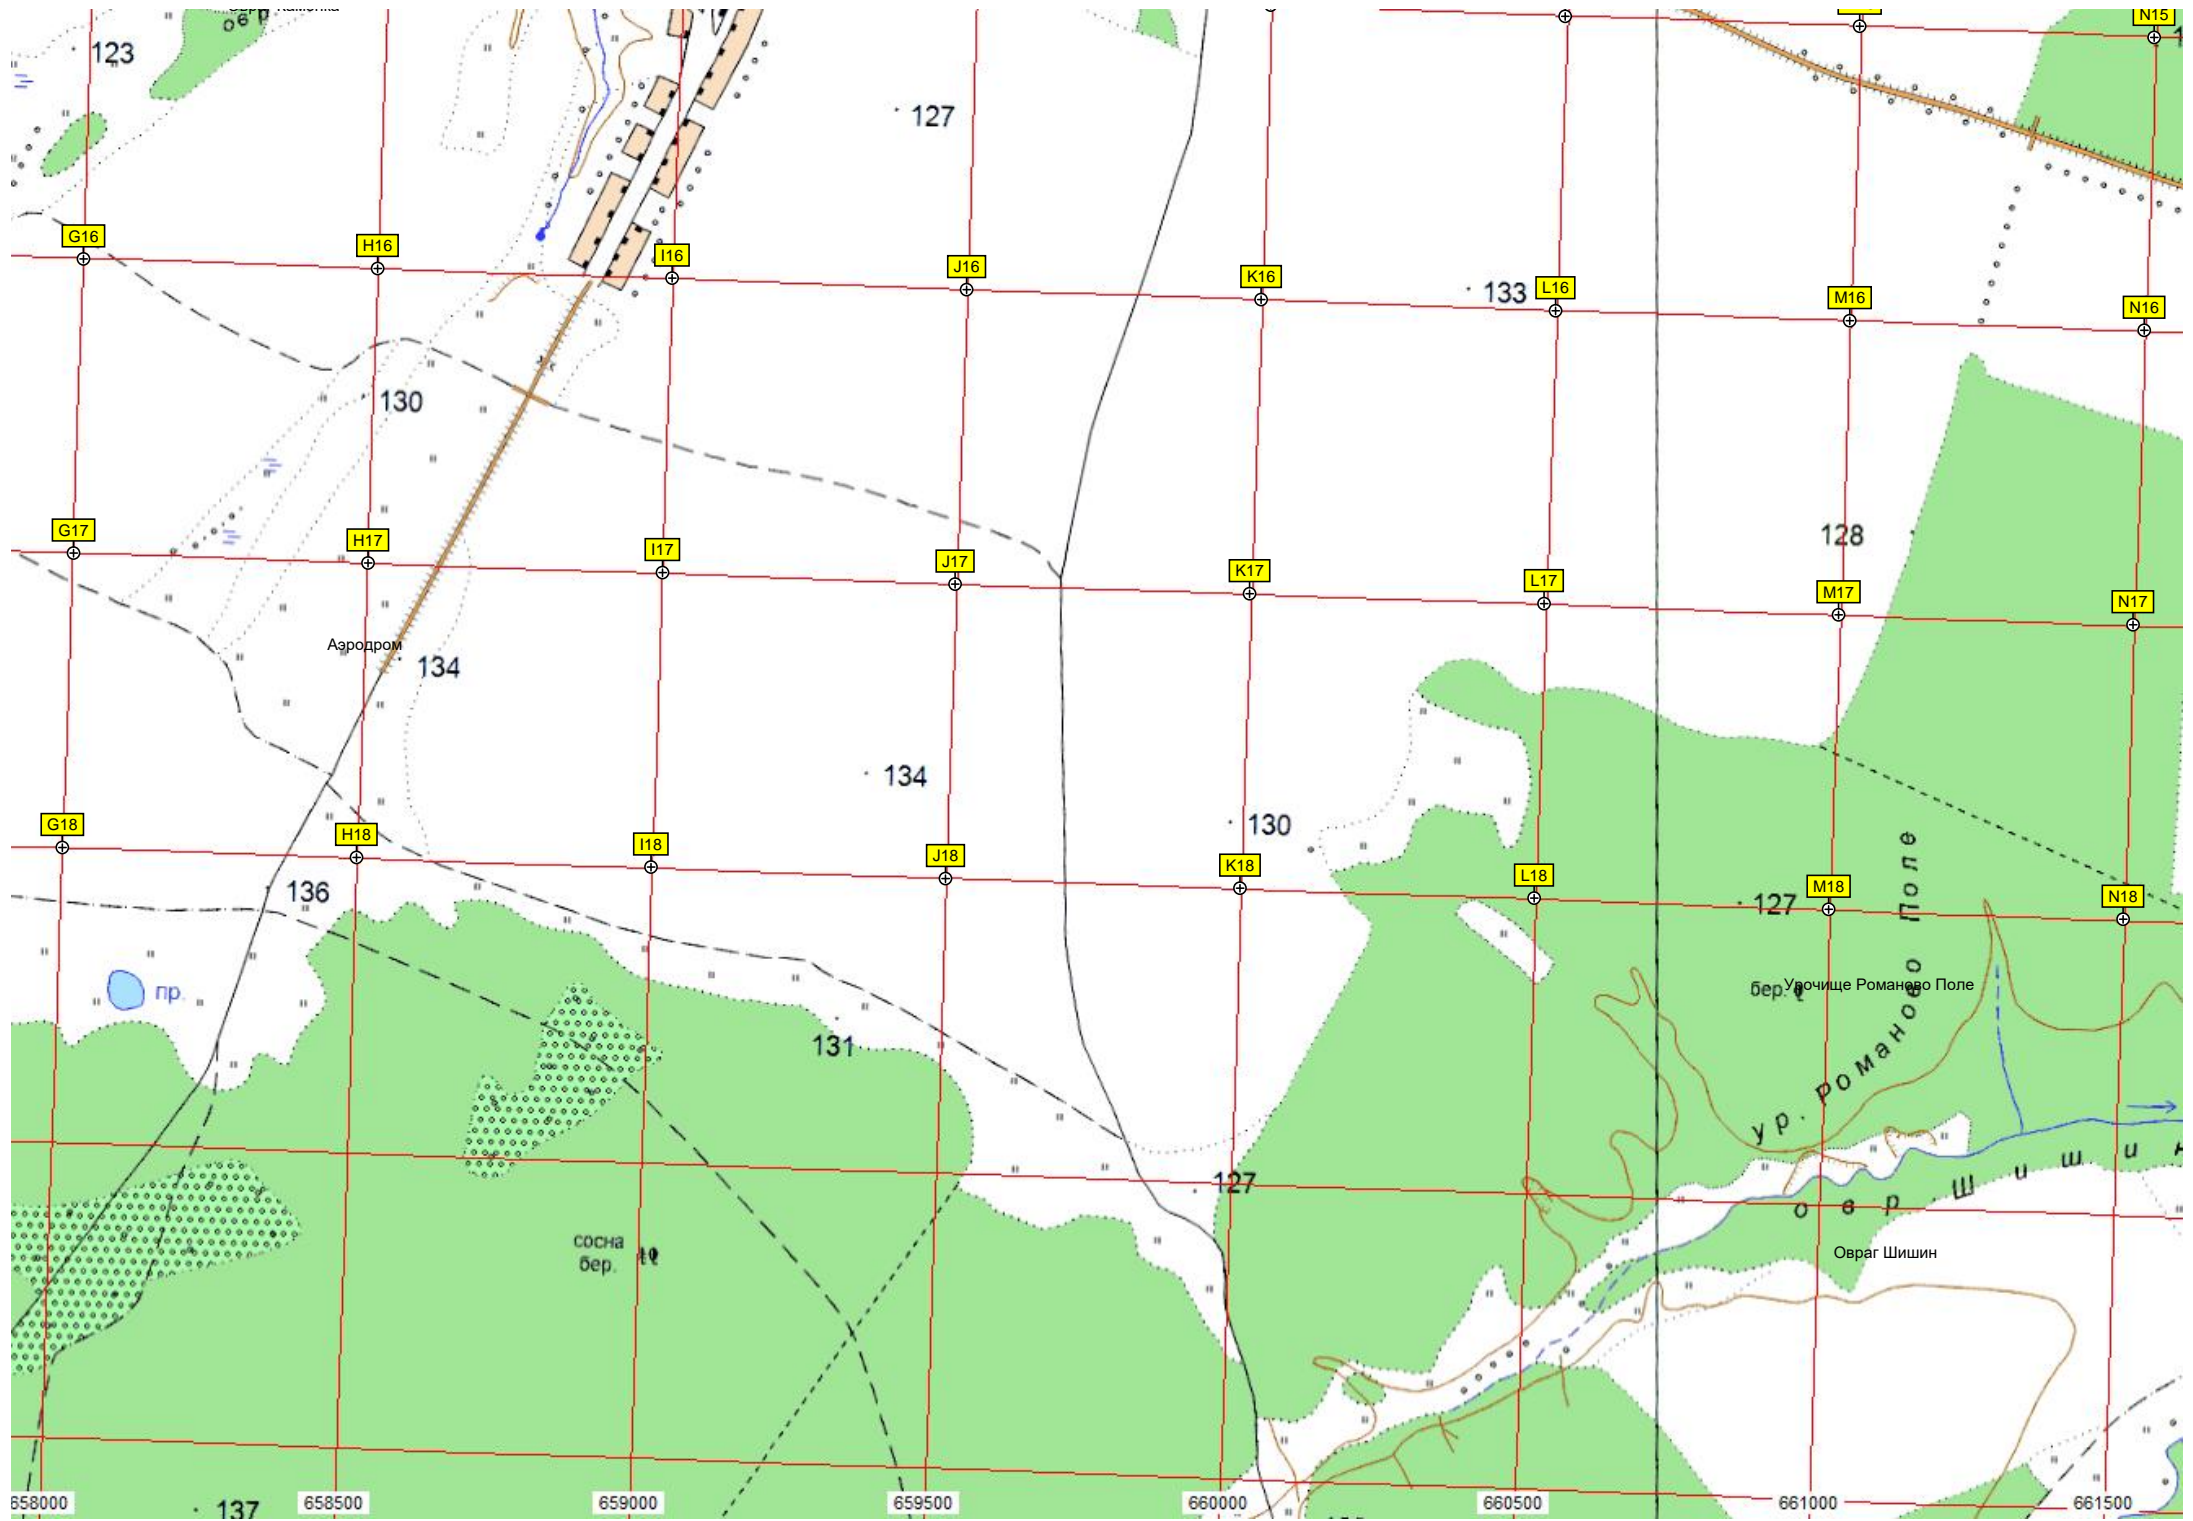 N15
123
127
G16
H16
I16
J16
K16
133
L16
M16
N16
130
128
G17
H17
I17
J17
K17
L17
M17
N17
Аэродром
134
134
130
G18
H18
I18
J18
K18
L18
M18
N18
136
127
пр.
бер.
Урочище Романово Поле
ур. Романово Поле
131
127
овр. Шишин
сосна
бер.
Овраг Шишин
137
658000
658500
659000
659500
660000
660500
661000
661500